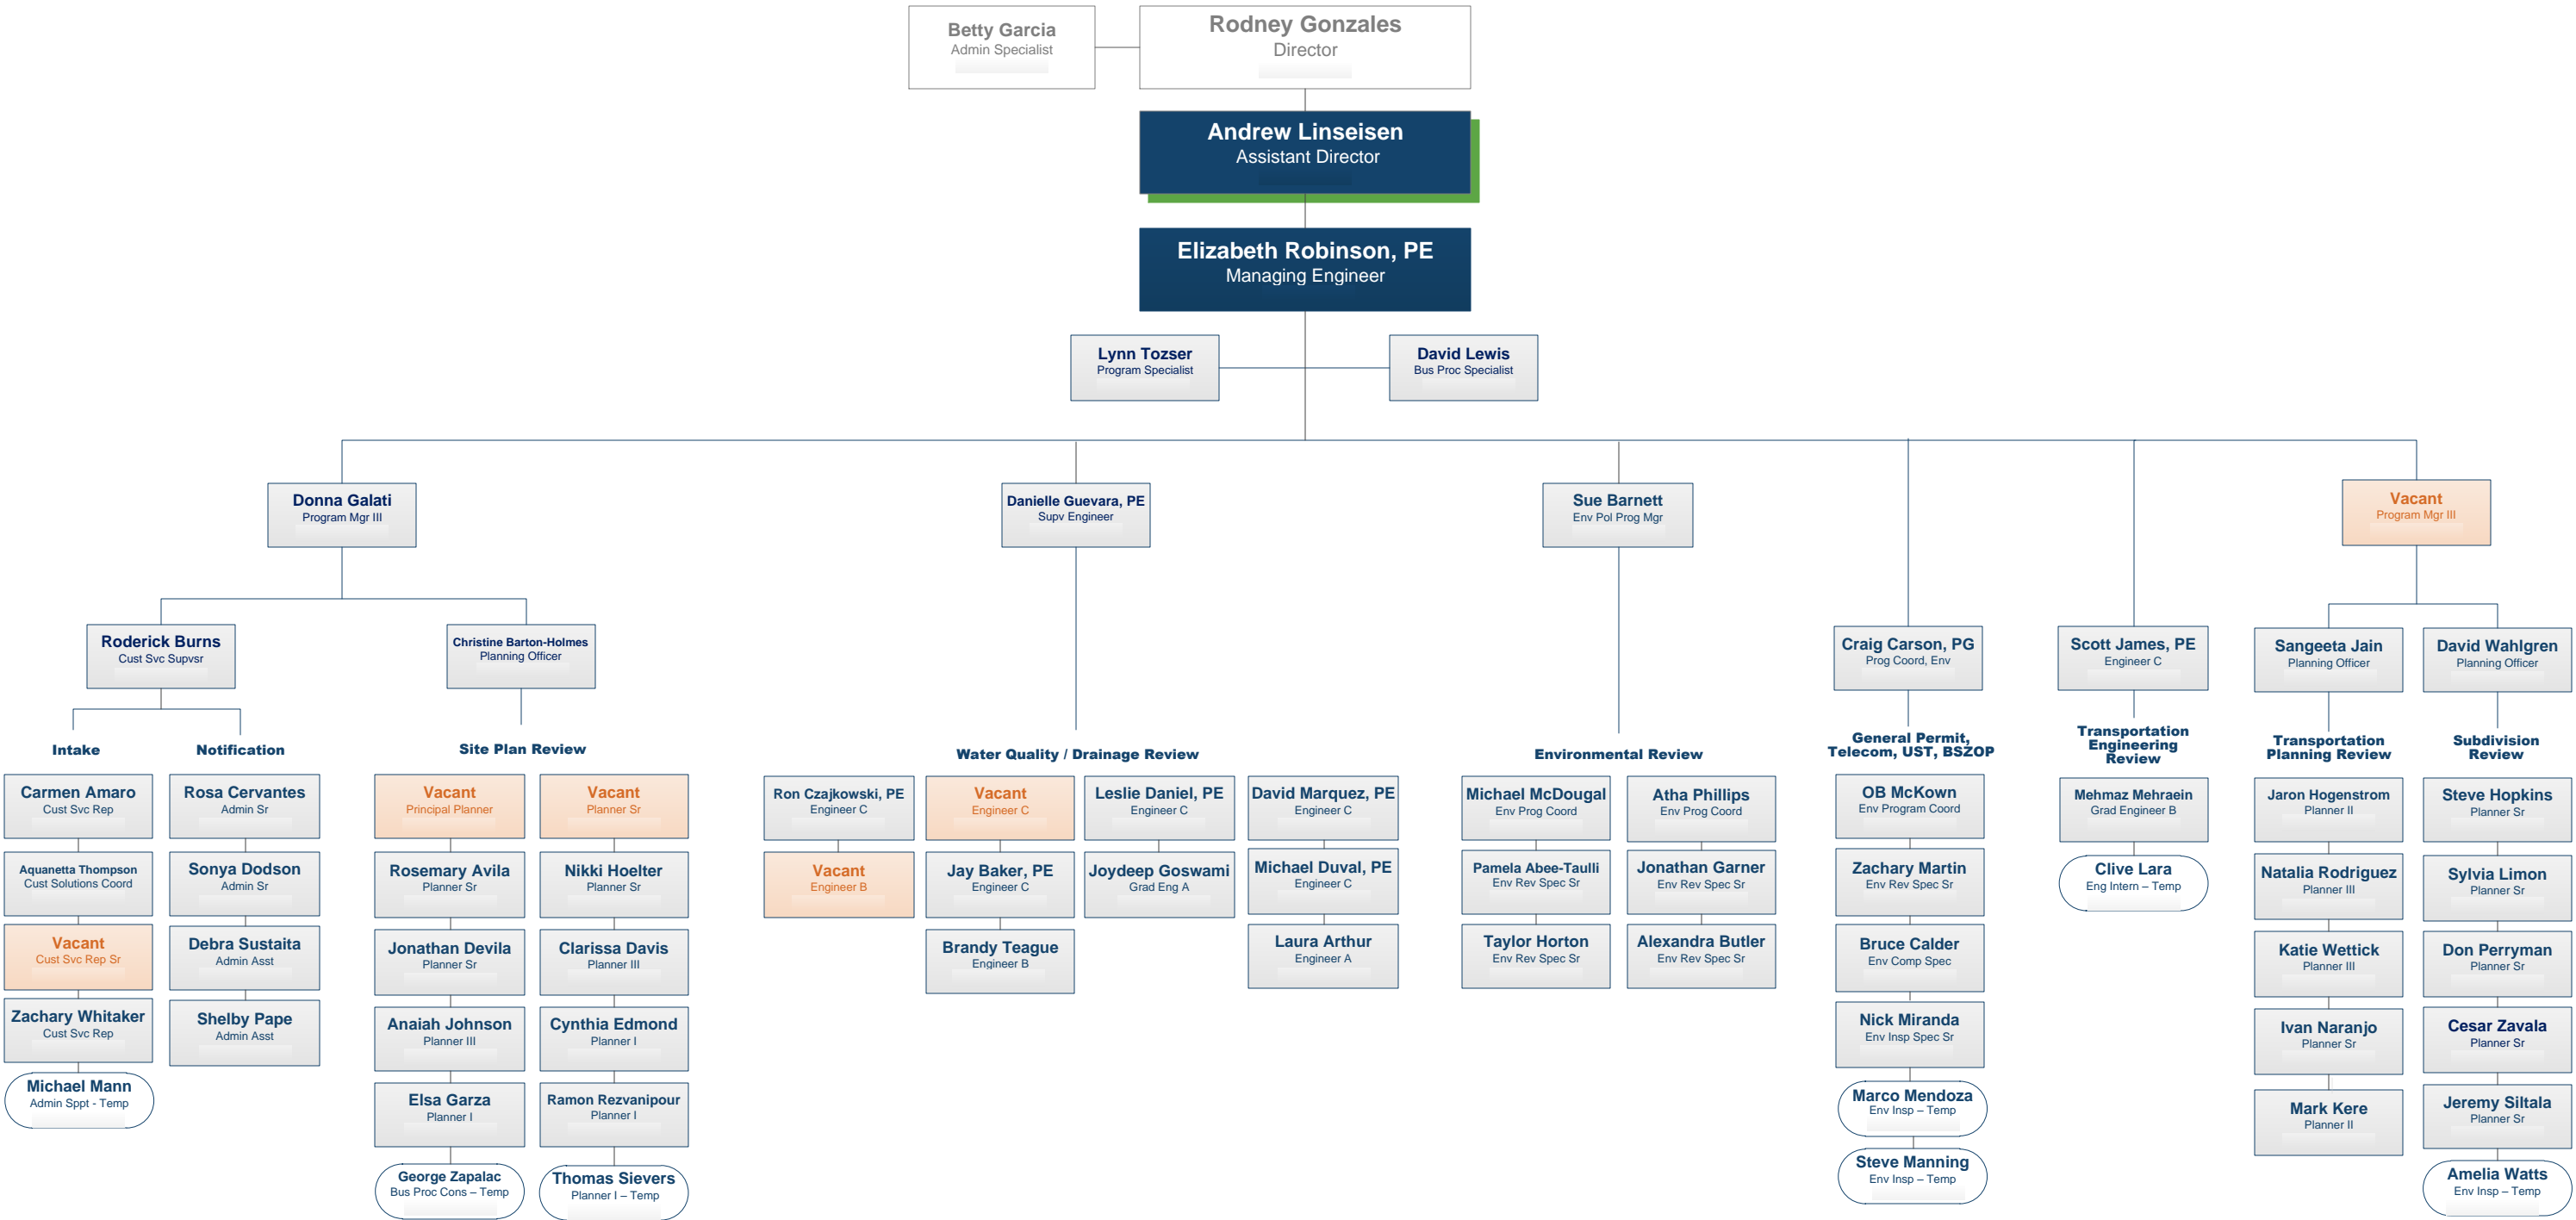 Betty Garcia
Admin Specialist
Rodney Gonzales
Director
Andrew Linseisen
Assistant Director
Elizabeth Robinson, PE
Managing Engineer
Lynn Tozser
Program Specialist
David Lewis
Bus Proc Specialist
Donna Galati
Program Mgr III
Danielle Guevara, PE
Supv Engineer
Sue Barnett
Env Pol Prog Mgr
Vacant
Program Mgr III
Roderick Burns
Cust Svc Supvsr
Christine Barton-Holmes
Planning Officer
Craig Carson, PG
Prog Coord, Env
Scott James, PE
Engineer C
Sangeeta Jain
Planning Officer
David Wahlgren
Planning Officer
Intake
Carmen Amaro
Cust Svc Rep
Aquanetta Thompson
Cust Solutions Coord
Vacant
Cust Svc Rep Sr
Zachary Whitaker
Cust Svc Rep
Michael Mann
Admin Sppt - Temp
Notification
Rosa Cervantes
Admin Sr
Sonya Dodson
Admin Sr
Debra Sustaita
Admin Asst
Shelby Pape
Admin Asst
Site Plan Review
Vacant
Principal Planner
Rosemary Avila
Planner Sr
Jonathan Devila
Planner Sr
Anaiah Johnson
Planner III
Elsa Garza
Planner I
George Zapalac
Bus Proc Cons – Temp
Vacant
Planner Sr
Nikki Hoelter
Planner Sr
Clarissa Davis
Planner III
Cynthia Edmond
Planner I
Ramon Rezvanipour
Planner I
Thomas Sievers
Planner I – Temp
Water Quality / Drainage Review
Ron Czajkowski, PE
Engineer C
Vacant
Engineer B
Vacant
Engineer C
Jay Baker, PE
Engineer C
Brandy Teague
Engineer B
Leslie Daniel, PE
Engineer C
Joydeep Goswami
Grad Eng A
David Marquez, PE
Engineer C
Michael Duval, PE
Engineer C
Laura Arthur
Engineer A
Environmental Review
Michael McDougal
Env Prog Coord
Pamela Abee-Taulli
Env Rev Spec Sr
Taylor Horton
Env Rev Spec Sr
Atha Phillips
Env Prog Coord
Jonathan Garner
Env Rev Spec Sr
Alexandra Butler
Env Rev Spec Sr
General Permit,
Telecom, UST, BSZOP
OB McKown
Env Program Coord
Zachary Martin
Env Rev Spec Sr
Bruce Calder
Env Comp Spec
Nick Miranda
Env Insp Spec Sr
Marco Mendoza
Env Insp – Temp
Steve Manning
Env Insp – Temp
Transportation
Engineering
Review
Mehmaz Mehraein
Grad Engineer B
Clive Lara
Eng Intern – Temp
Transportation
Planning Review
Jaron Hogenstrom
Planner II
Natalia Rodriguez
Planner III
Katie Wettick
Planner III
Ivan Naranjo
Planner Sr
Mark Kere
Planner II
Subdivision
Review
Steve Hopkins
Planner Sr
Sylvia Limon
Planner Sr
Don Perryman
Planner Sr
Cesar Zavala
Planner Sr
Jeremy Siltala
Planner Sr
Amelia Watts
Env Insp – Temp